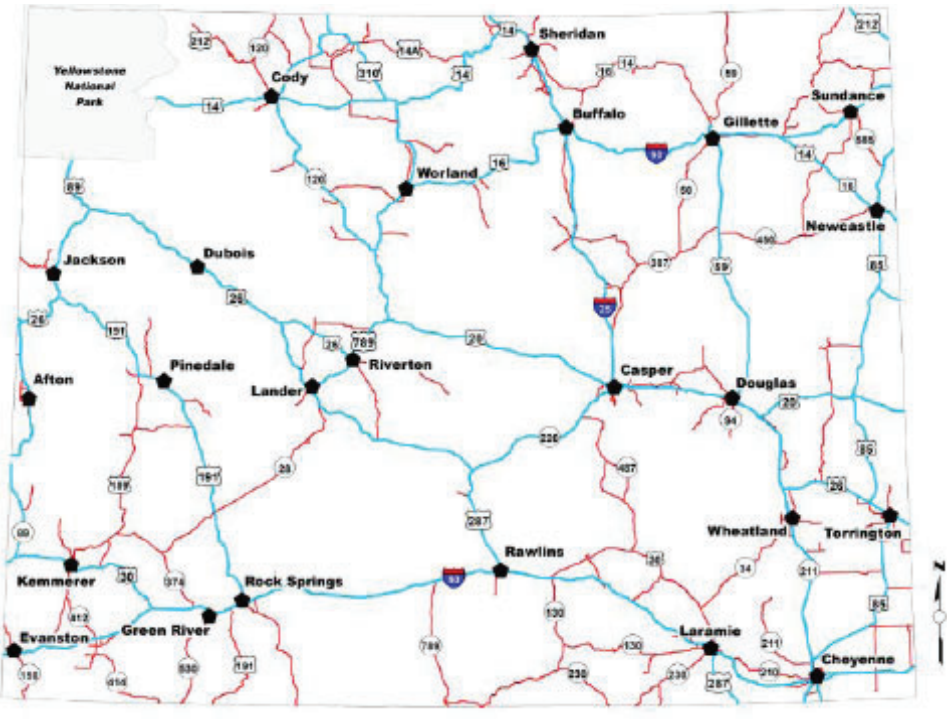 212
120
14A
14
Sheridan
212
Yellowstone
National
Park
Cody
310
14
16
14
59
Sundance
14
Buffalo
Gillette
585
14
16
Worland
120
16
50
Newcastle
89
387
450
59
85
Jackson
Dubois
26
26
191
20
26
789
Riverton
25
Pinedale
Casper
Afton
Lander
Douglas
20
94
220
85
28
487
189
191
26
287
Wheatland
Torrington
89
Rawlins
30
34
211
Kemmerer
30
374
Rock Springs
85
412
Green River
130
Evanston
Laramie
211
789
130
150
414
530
191
230
230
287
210
Cheyenne
Z